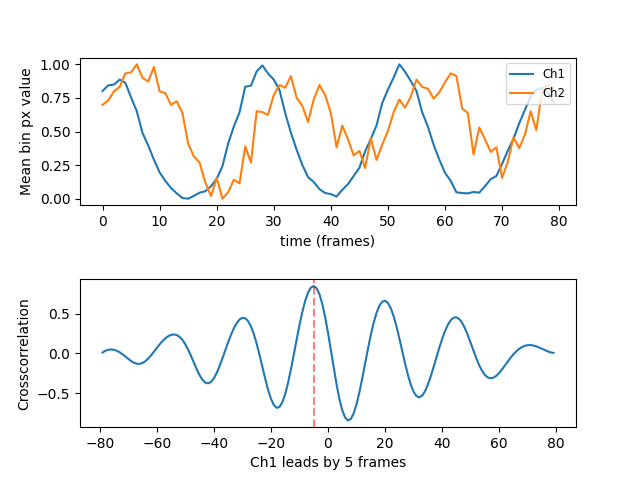 Mean bin px value
1.00
0.75
0.50
0.25
0.00
Ch1
Ch2
0 10 20 30 40 50 60 70 80
time (frames)
Crosscorrelation
0.5
0.0
−0.5
−80 −60 −40 −20 0 20 40 60 80
Ch1 leads by 5 frames